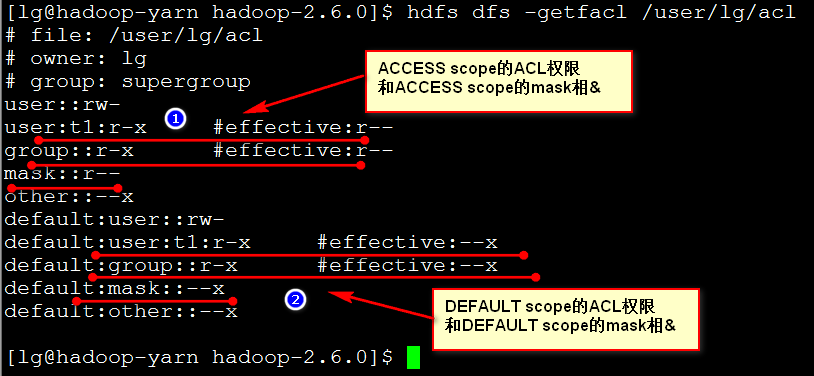 [lg@hadoop-yarn hadoop-2.6.0]$ hdfs dfs -getfacl /user/lg/acl
# file: /user/lg/acl
# owner: lg
# group: supergroup
user::rw-
user:t1:r-x #effective:r--
group::r-x #effective:r--
mask::r--
other::--x
default:user::rw-
default:user:t1:r-x #effective:--x
default:group::r-x #effective:--x
default:mask::--x
default:other::--x
[lg@hadoop-yarn hadoop-2.6.0]$
ACCESS scope的ACL权限
和ACCESS scope的mask相&
1
2
DEFAULT scope的ACL权限
和DEFAULT scope的mask相&